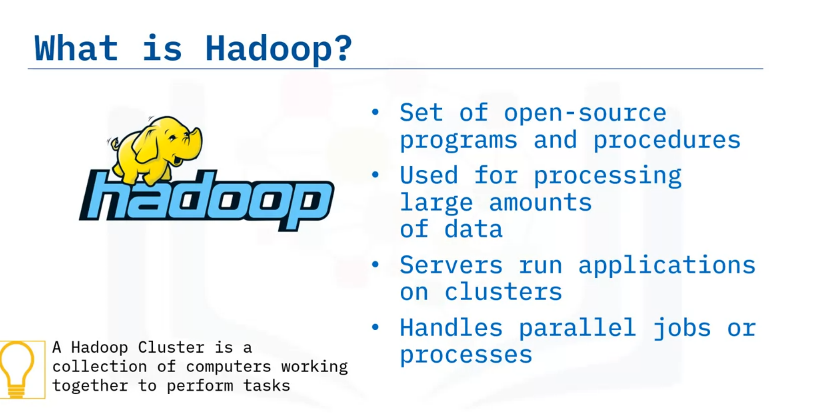 What is Hadoop?
hadoop
• Set of open-source
programs and procedures
• Used for processing
large amounts
of data
• Servers run applications
on clusters
• Handles parallel jobs or
processes
A Hadoop Cluster is a
collection of computers working
together to perform tasks